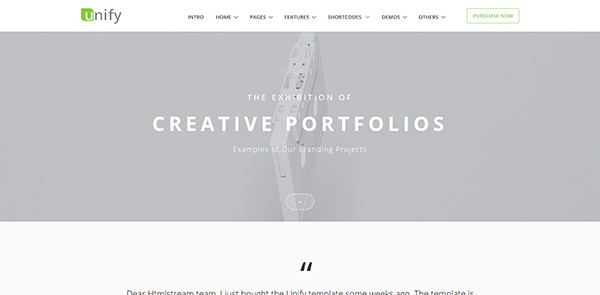 unify
INTRO HOME PAGES FEATURES SHORTCODES DEMOS OTHERS PURCHASE NOW
THE EXHIBITION OF
CREATIVE PORTFOLIOS
Examples of Our Branding Projects
“
Dear Htmlstream team, I just bought the Unify template some weeks ago. The template is